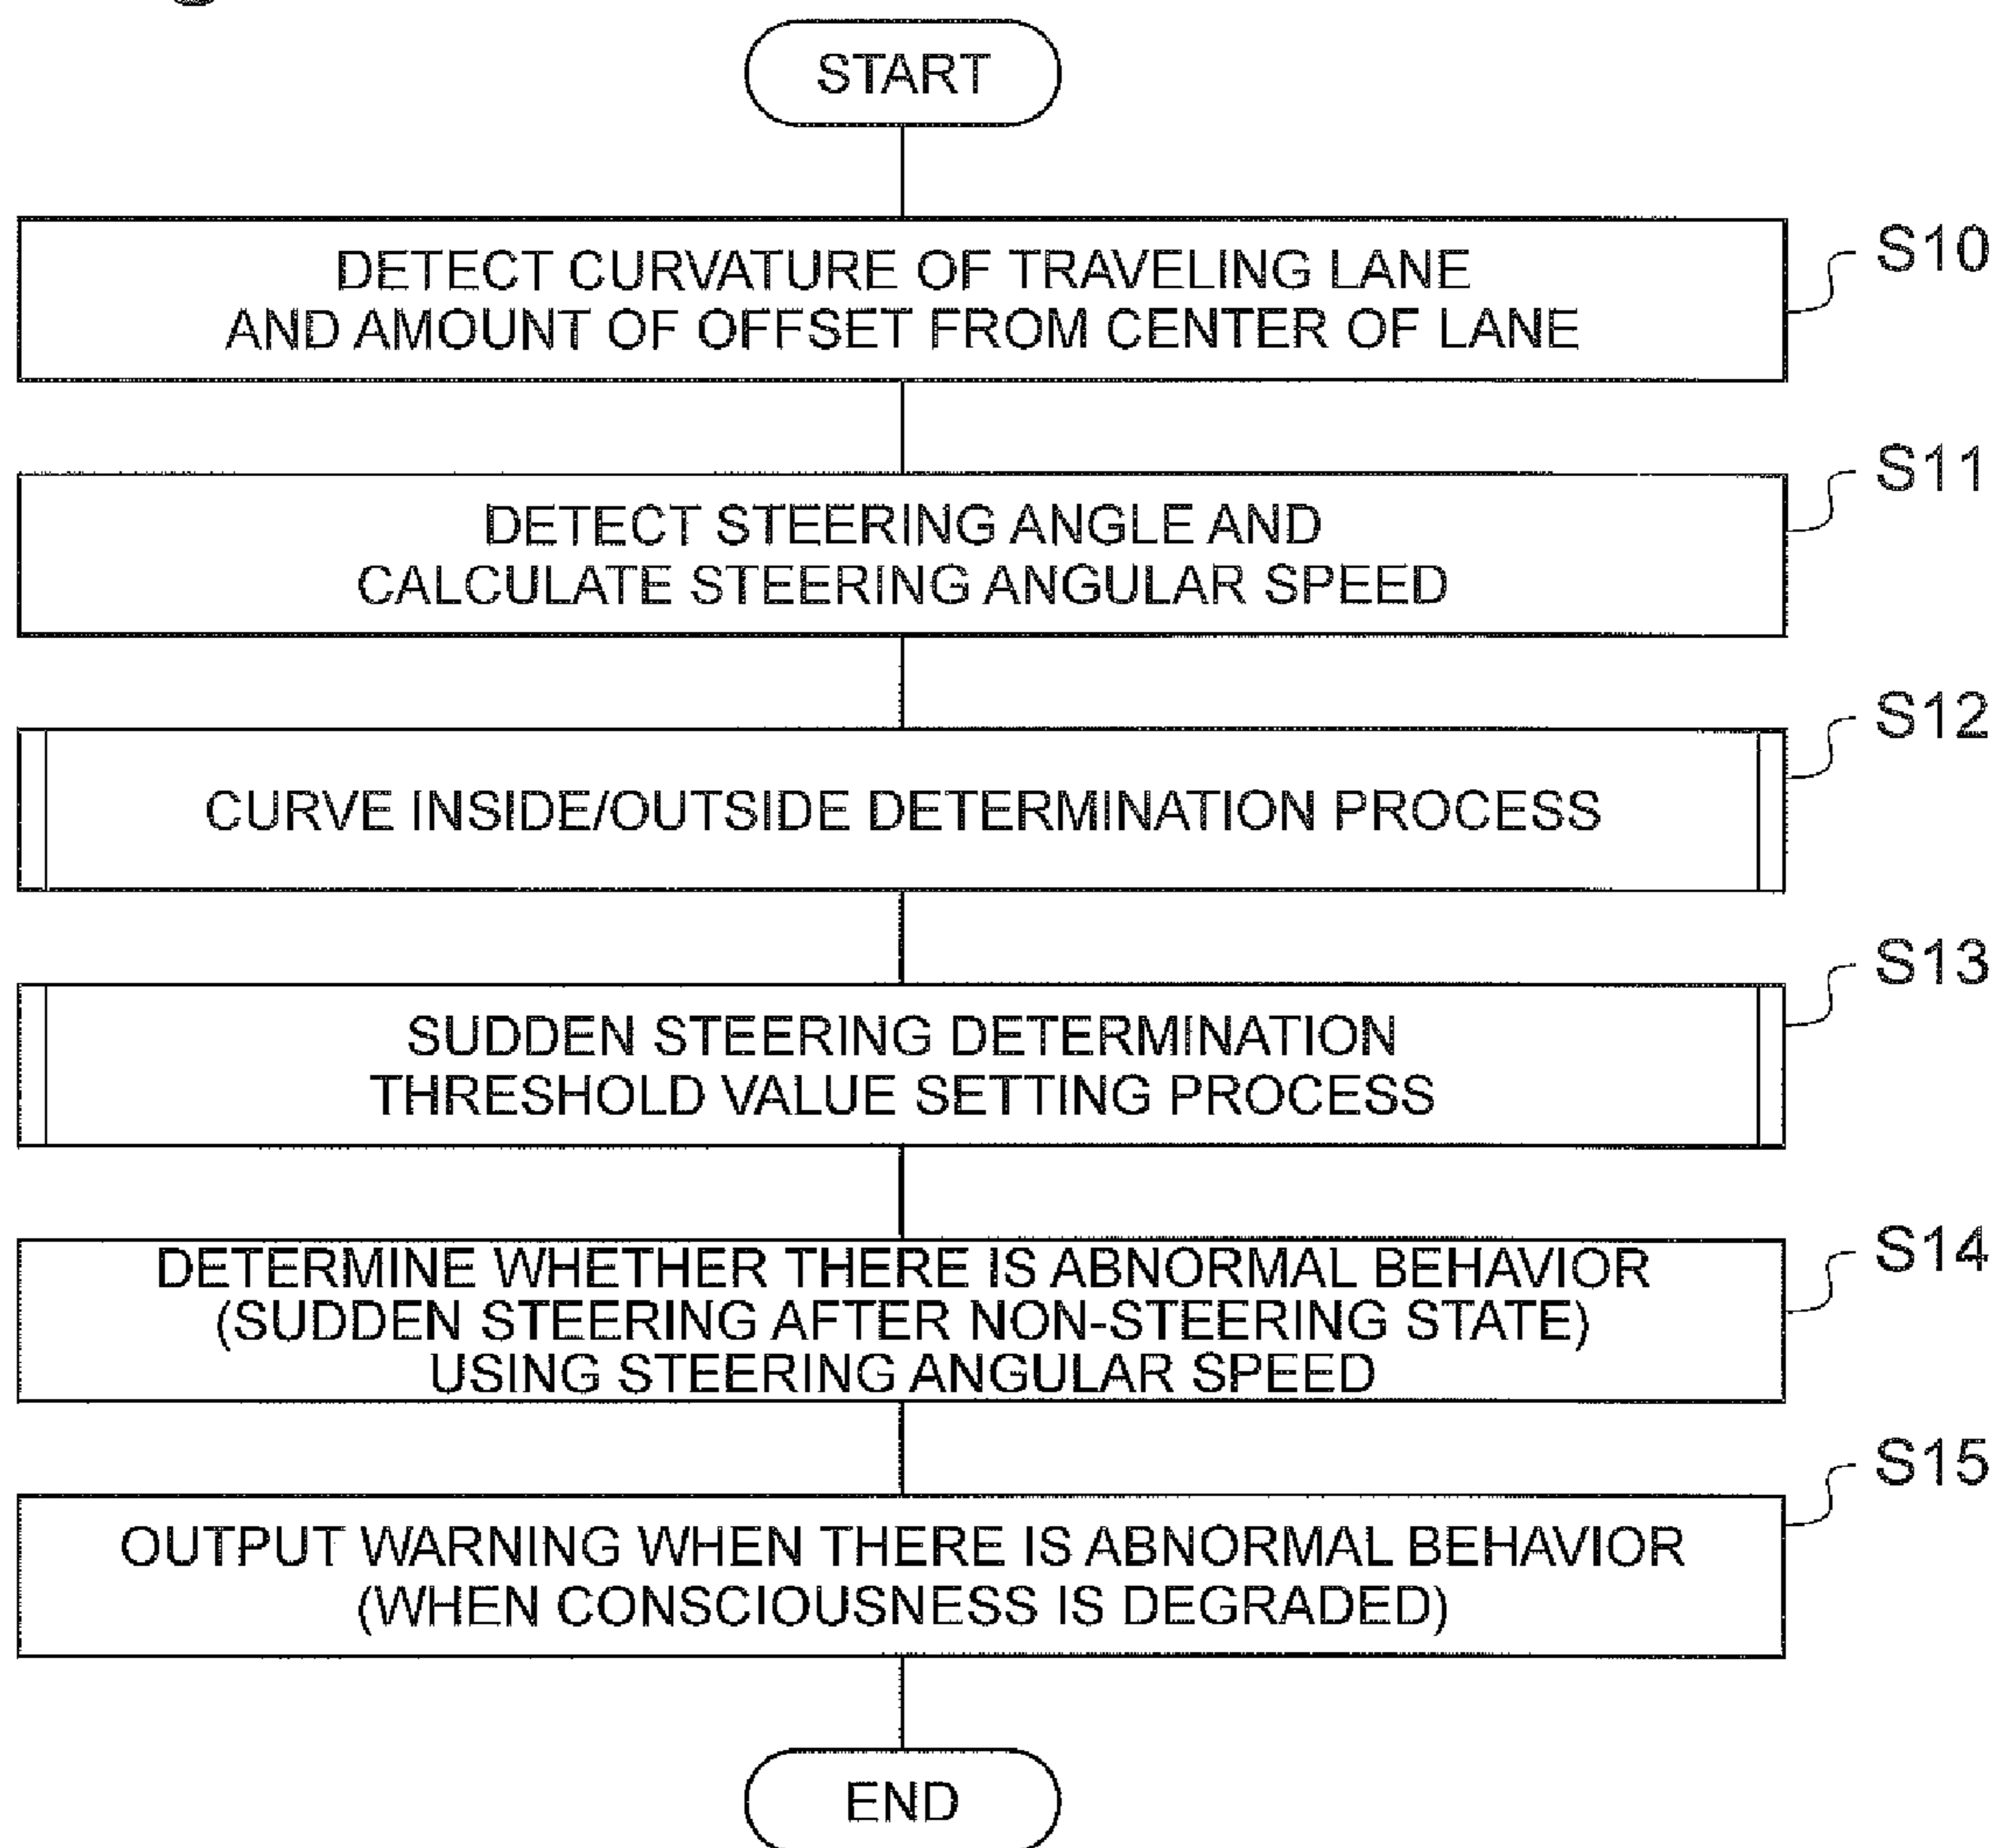 START
DETECT CURVATURE OF TRAVELING LANE
AND AMOUNT OF OFFSET FROM CENTER OF LANE
S10
DETECT STEERING ANGLE AND
CALCULATE STEERING ANGULAR SPEED
S11
CURVE INSIDE/OUTSIDE DETERMINATION PROCESS
S12
SUDDEN STEERING DETERMINATION
THRESHOLD VALUE SETTING PROCESS
S13
DETERMINE WHETHER THERE IS ABNORMAL BEHAVIOR
(SUDDEN STEERING AFTER NON-STEERING STATE)
USING STEERING ANGULAR SPEED
S14
OUTPUT WARNING WHEN THERE IS ABNORMAL BEHAVIOR
(WHEN CONSCIOUSNESS IS DEGRADED)
S15
END